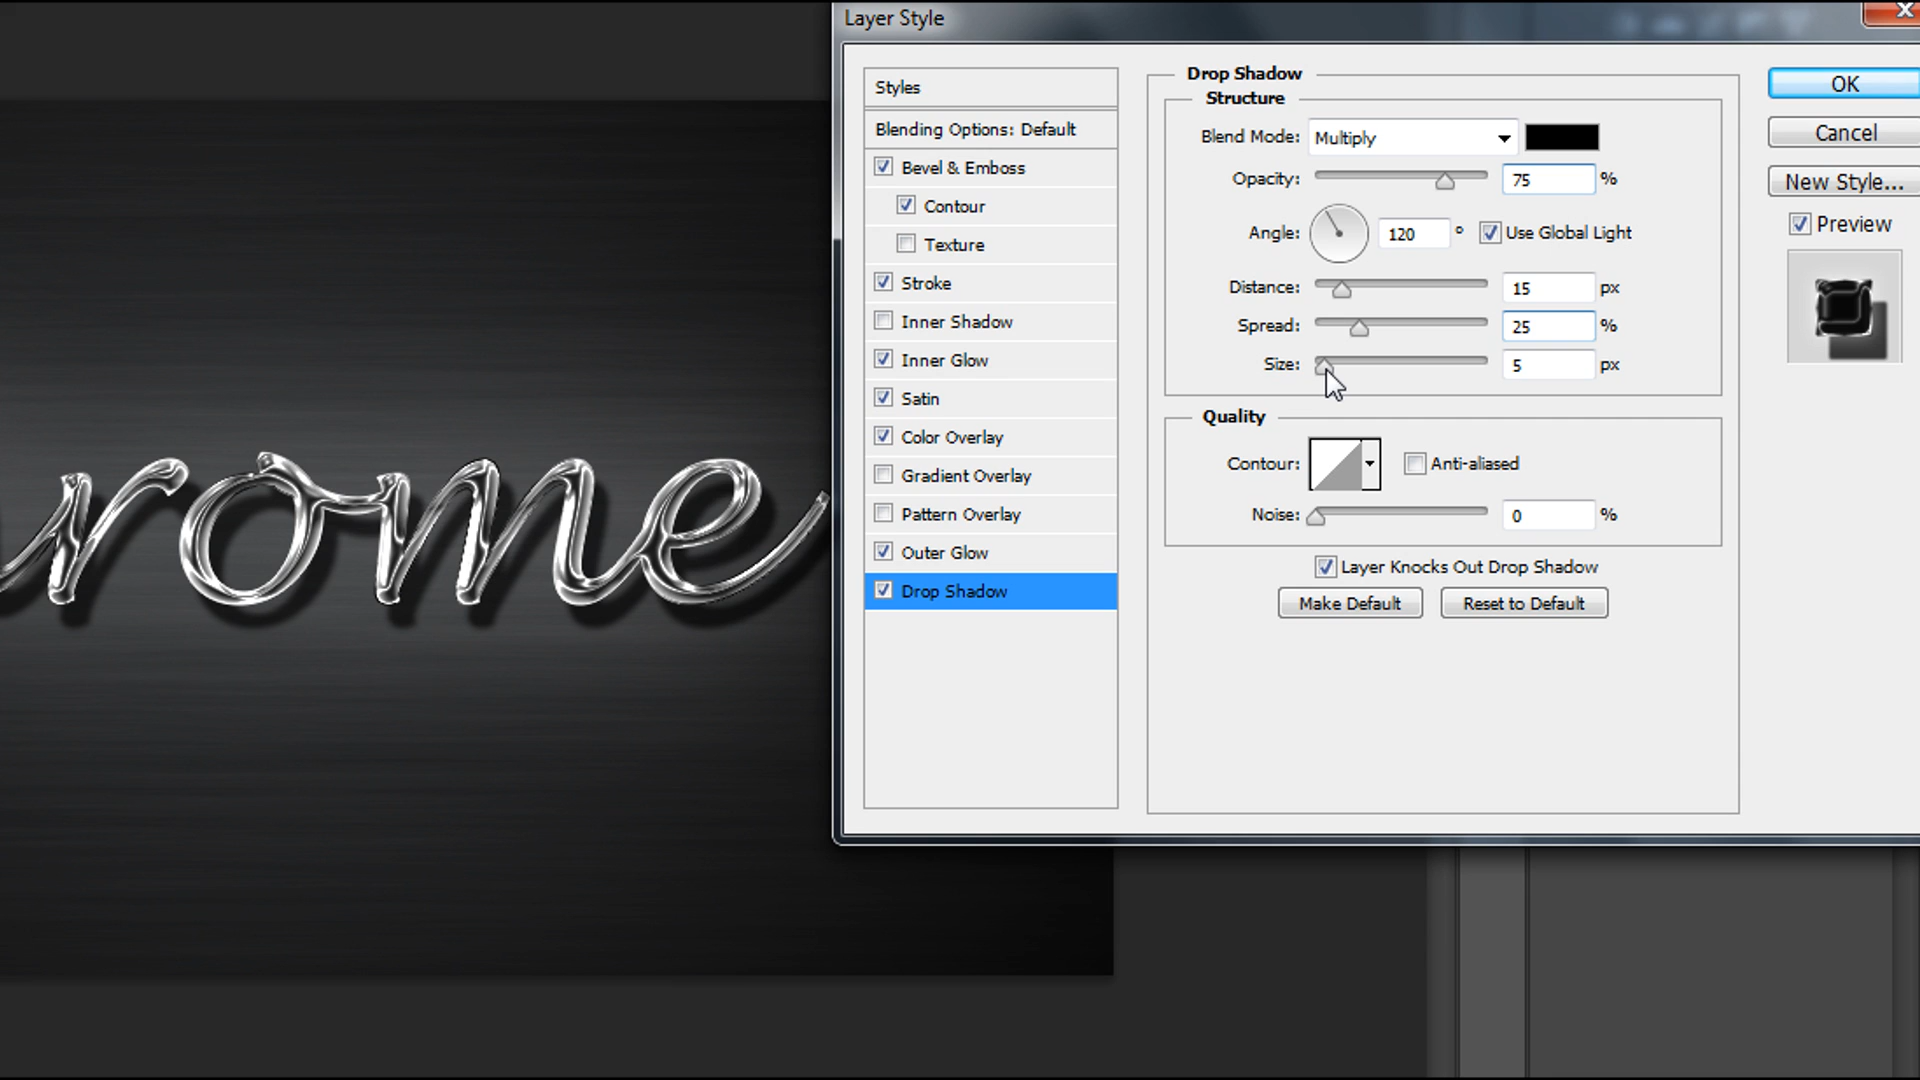 Layer Style
Styles
Blending Options: Default
Bevel & Emboss
Contour
Texture
Stroke
Inner Shadow
Inner Glow
Satin
Color Overlay
Gradient Overlay
Pattern Overlay
Outer Glow
Drop Shadow
Drop Shadow
Structure
Blend Mode: Multiply
Opacity: 75 %
Angle: 120 ° Use Global Light
Distance: 15 px
Spread: 25 %
Size: 5 px
Quality
Contour: Anti-aliased
Noise: 0 %
Layer Knocks Out Drop Shadow
Make Default Reset to Default
OK
Cancel
New Style...
Preview
rome